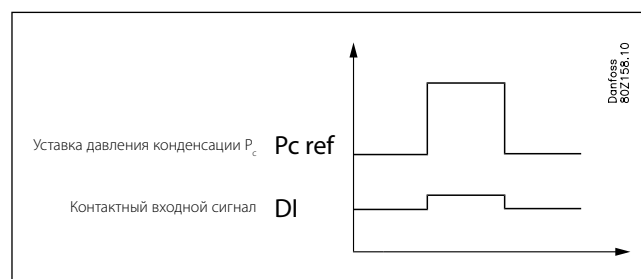 Danfoss
80Z158.10
Уставка давления конденсации Pc Pc ref
Контактный входной сигнал DI